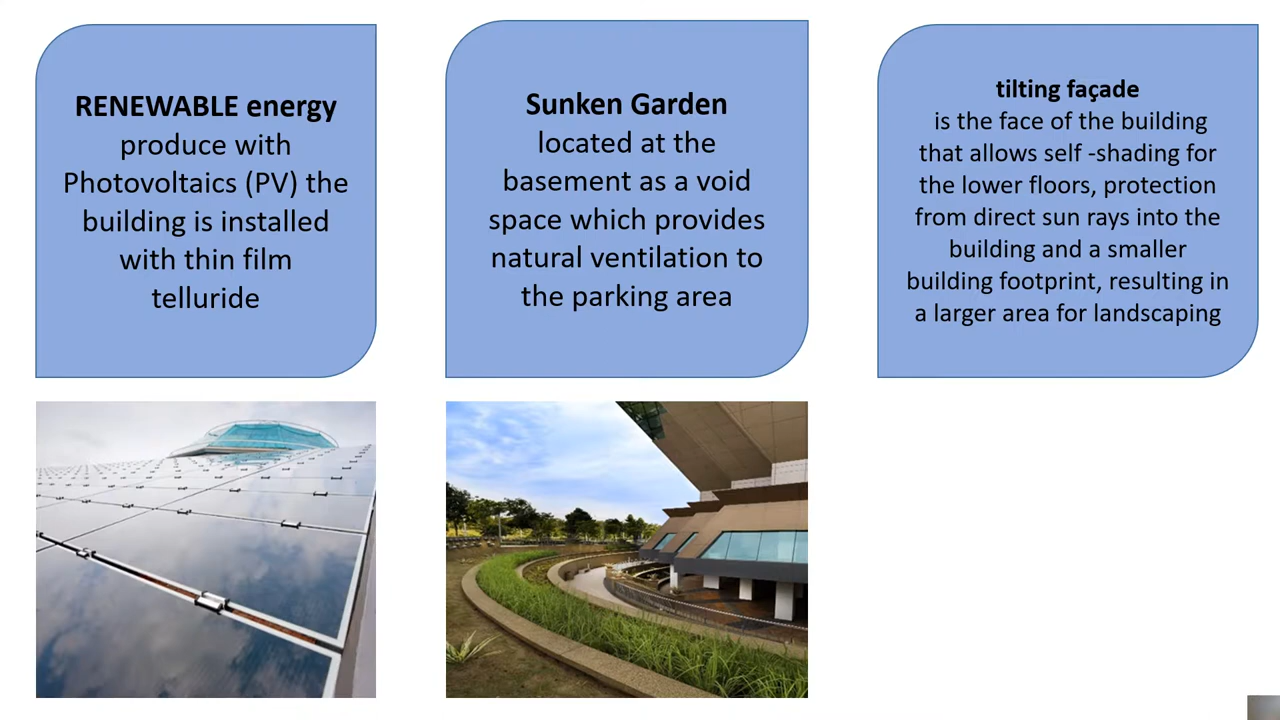 RENEWABLE energy
produce with
Photovoltaics (PV) the
building is installed
with thin film
telluride
Sunken Garden
located at the
basement as a void
space which provides
natural ventilation to
the parking area
tilting façade
is the face of the building
that allows self -shading for
the lower floors, protection
from direct sun rays into the
building and a smaller
building footprint, resulting in
a larger area for landscaping